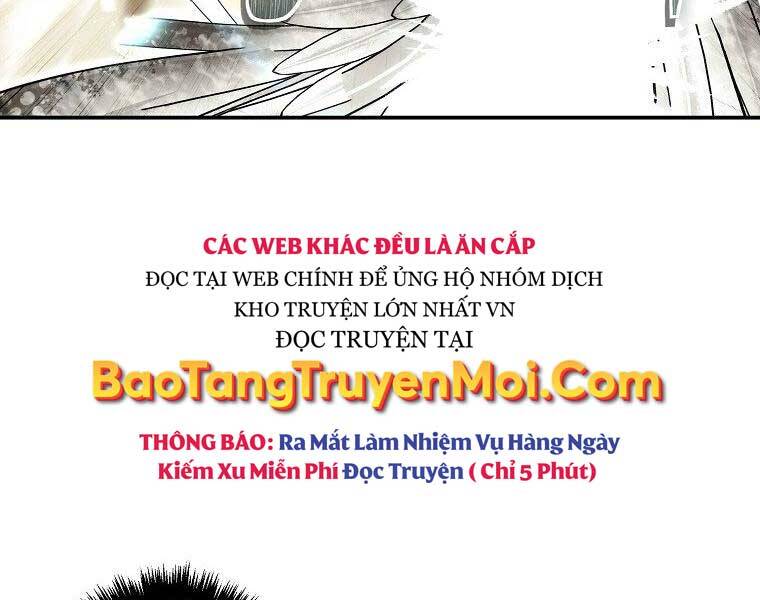 CÁC WEB KHÁC ĐỀU LÀ ĂN CẮP
ĐỌC TẠI WEB CHÍNH ĐỂ ỦNG HỘ NHÓM DỊCH
KHO TRUYỆN LỚN NHẤT VN
ĐỌC TRUYỆN TẠI
BaoTangTruyenMoi.Com
THÔNG BÁO: Ra Mắt Làm Nhiệm Vụ Hàng Ngày
Kiếm Xu Miễn Phí Đọc Truyện ( Chỉ 5 Phút)